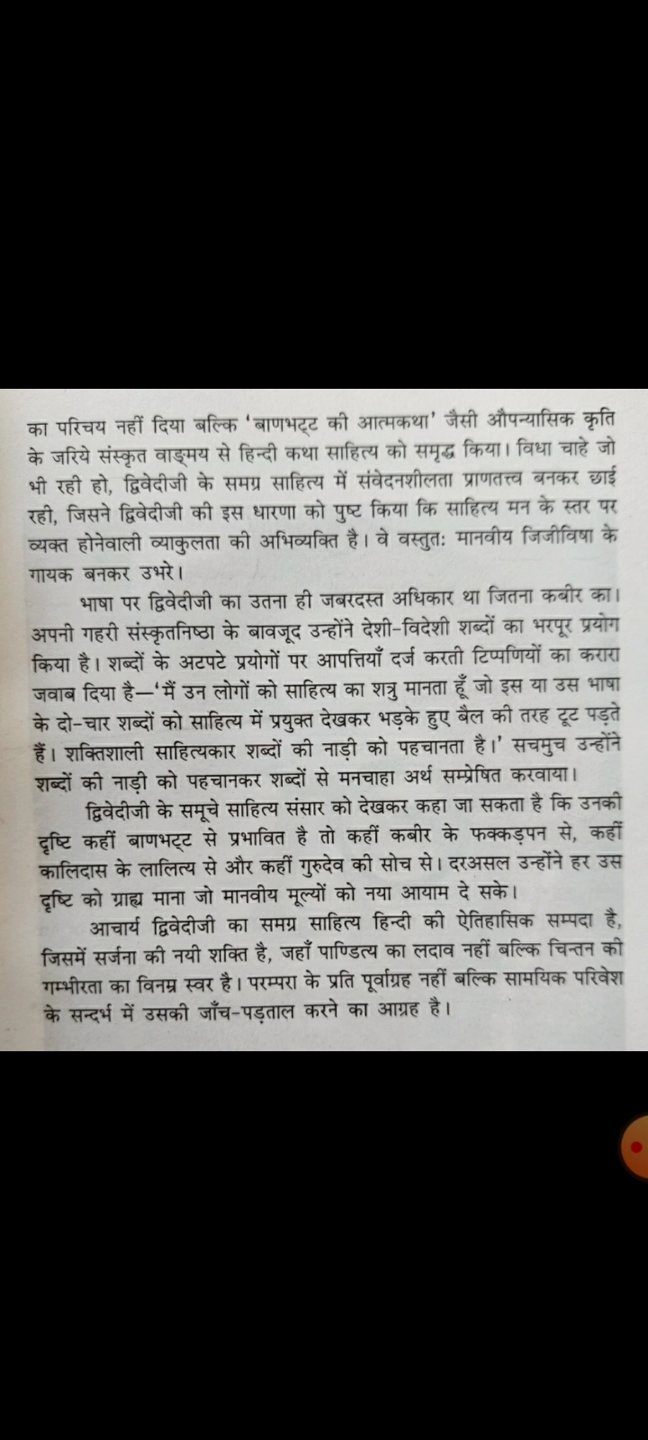 का परिचय नहीं दिया बल्कि ‘बाणभट्ट की आत्मकथा’ जैसी औपन्यासिक कृति
के जरिये संस्कृत वाङ्मय से हिन्दी कथा साहित्य को समृद्ध किया। विधा चाहे जो
भी रही हो, द्विवेदीजी के समग्र साहित्य में संवेदनशीलता प्राणतत्त्व बनकर छाई
रही, जिसने द्विवेदीजी की इस धारणा को पुष्ट किया कि साहित्य मन के स्तर पर
व्यक्त होनेवाली व्याकुलता की अभिव्यक्ति है। वे वस्तुतः मानवीय जिजीविषा के
गायक बनकर उभरे।
भाषा पर द्विवेदीजी का उतना ही जबरदस्त अधिकार था जितना कबीर का।
अपनी गहरी संस्कृतनिष्ठा के बावजूद उन्होंने देशी-विदेशी शब्दों का भरपूर प्रयोग
किया है। शब्दों के अटपटे प्रयोगों पर आपत्तियाँ दर्ज करती टिप्पणियों का करारा
जवाब दिया है—‘मैं उन लोगों को साहित्य का शत्रु मानता हूँ जो इस या उस भाषा
के दो-चार शब्दों को साहित्य में प्रयुक्त देखकर भड़के हुए बैल की तरह टूट पड़ते
हैं। शक्तिशाली साहित्यकार शब्दों की नाड़ी को पहचानता है।’ सचमुच उन्होंने
शब्दों की नाड़ी को पहचानकर शब्दों से मनचाहा अर्थ सम्प्रेषित करवाया।
द्विवेदीजी के समूचे साहित्य संसार को देखकर कहा जा सकता है कि उनकी
दृष्टि कहीं बाणभट्ट से प्रभावित है तो कहीं कबीर के फक्कड़पन से, कहीं
कालिदास के लालित्य से और कहीं गुरुदेव की सोच से। दरअसल उन्होंने हर उस
दृष्टि को ग्राह्य माना जो मानवीय मूल्यों को नया आयाम दे सके।
आचार्य द्विवेदीजी का समग्र साहित्य हिन्दी की ऐतिहासिक सम्पदा है,
जिसमें सर्जना की नयी शक्ति है, जहाँ पाण्डित्य का लदाव नहीं बल्कि चिन्तन की
गम्भीरता का विनम्र स्वर है। परम्परा के प्रति पूर्वाग्रह नहीं बल्कि सामयिक परिवेश
के सन्दर्भ में उसकी जाँच-पड़ताल करने का आग्रह है।